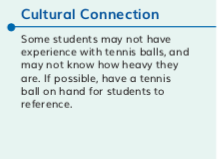 Cultural Connection
Some students may not have
experience with tennis balls, and
may not know how heavy they
are. If possible, have a tennis
ball on hand for students to
reference.